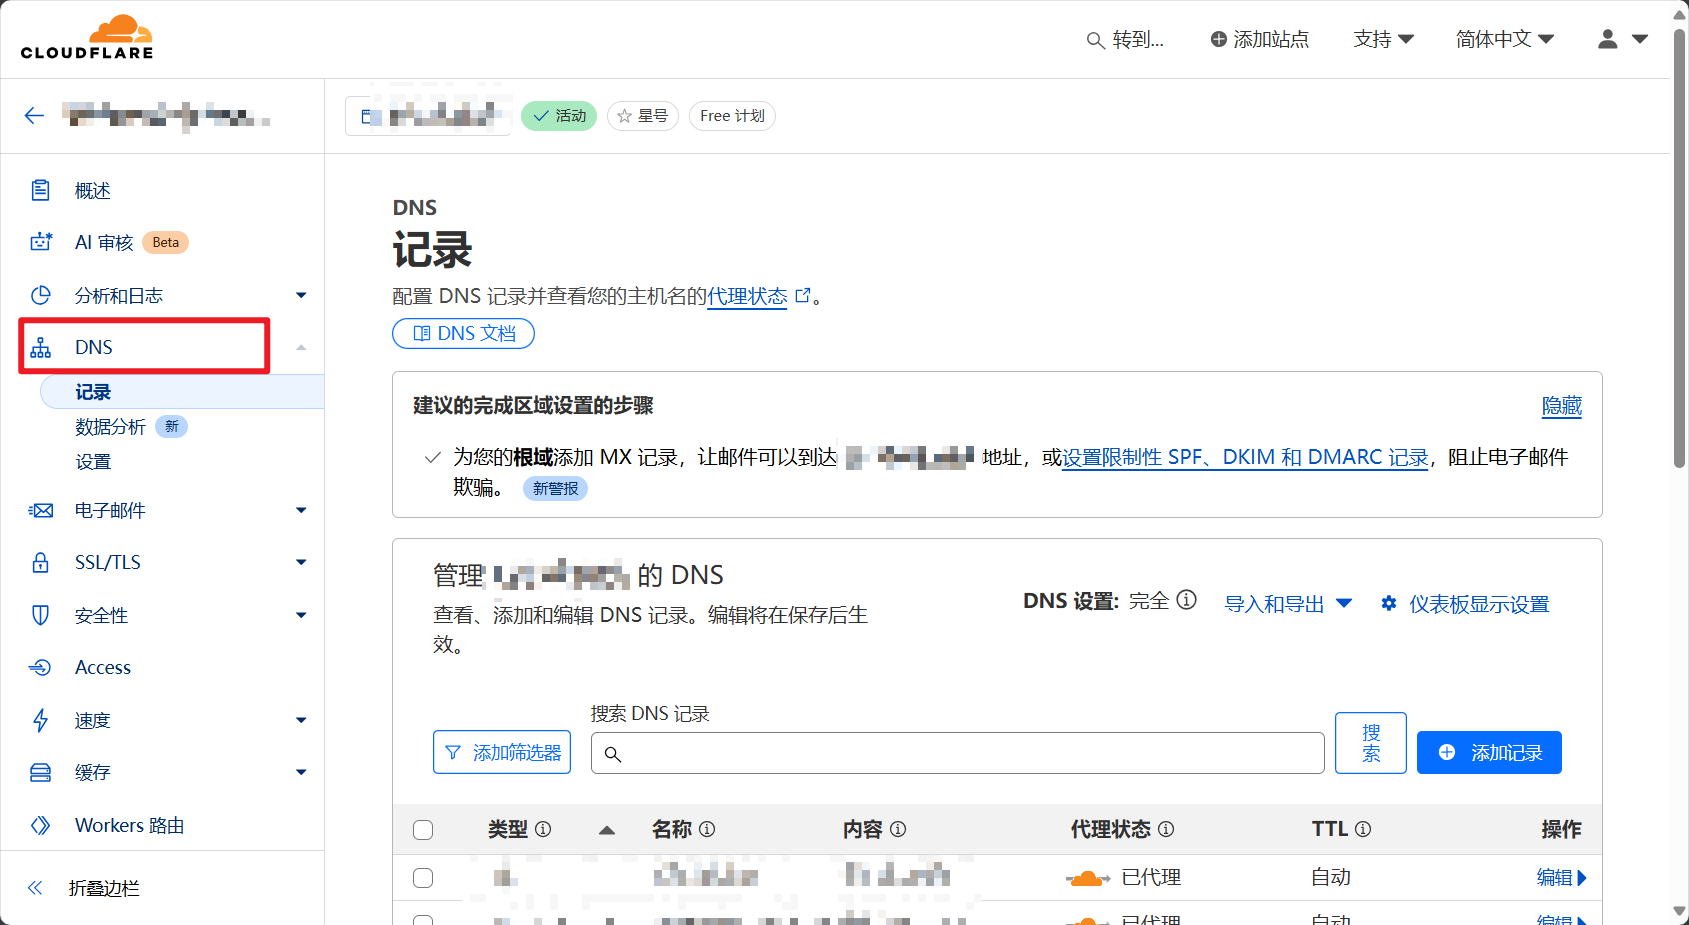 CLOUDFLARE
转到...
添加站点
支持
简体中文
活动
星号
Free 计划
概述
AI 审核 Beta
分析和日志
DNS
记录
数据分析 新
设置
电子邮件
SSL/TLS
安全性
Access
速度
缓存
Workers 路由
折叠边栏
DNS
记录
配置 DNS 记录并查看您的主机名的代理状态。
DNS 文档
建议的完成区域设置的步骤
隐藏
为您的根域添加 MX 记录，让邮件可以到达 地址，或设置限制性 SPF、DKIM 和 DMARC 记录，阻止电子邮件
欺骗。 新警报
管理 的 DNS
查看、添加和编辑 DNS 记录。编辑将在保存后生
效。
DNS 设置: 完全
导入和导出
仪表板显示设置
搜索 DNS 记录
添加筛选器
搜
索
添加记录
类型 名称 内容 代理状态 TTL 操作
已代理 自动 编辑
已代理 自动 编辑